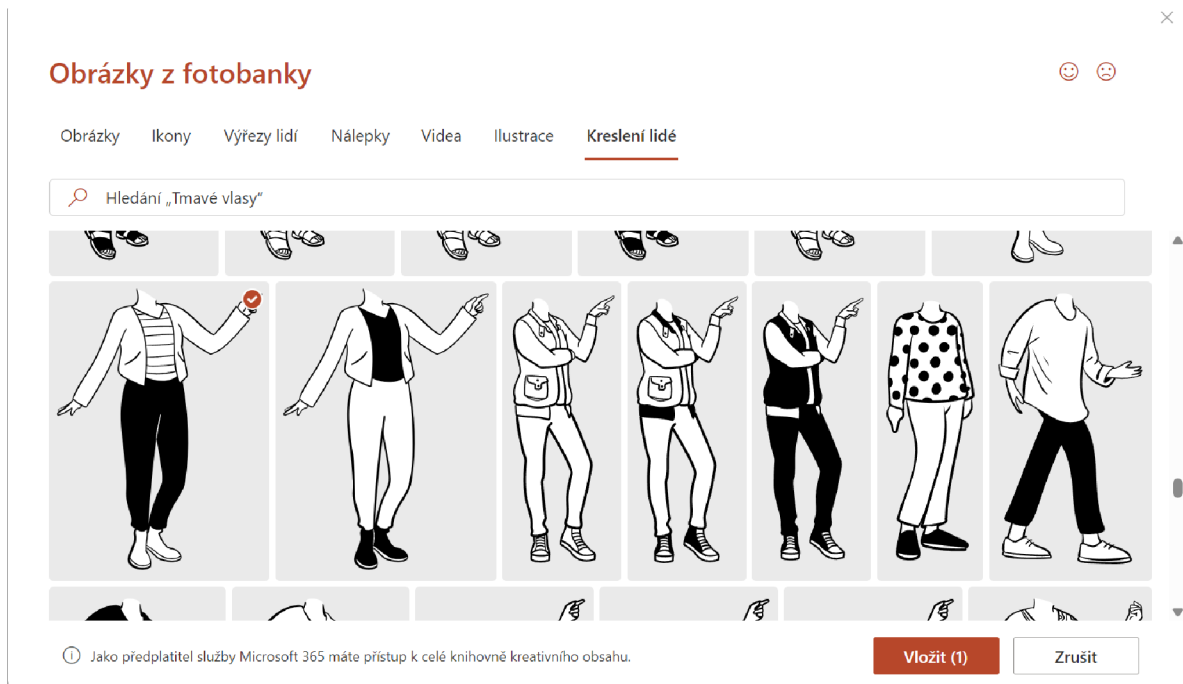 Obrázky z fotobanky
Obrázky Ikony Výřezy lidí Nálepky Videa Ilustrace Kreslení lidé
Hledání „Tmavé vlasy“
Jako předplatitel služby Microsoft 365 máte přístup k celé knihovně kreativního obsahu.
Vložit (1) Zrušit